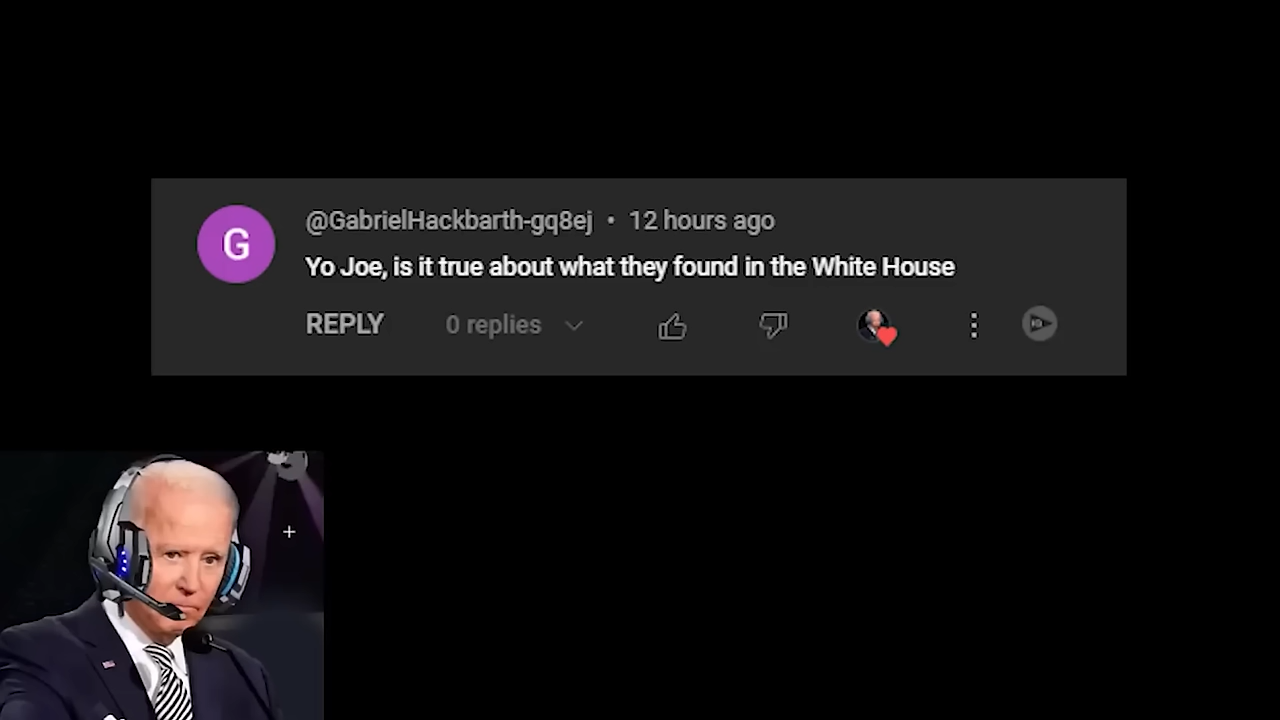 G
@GabrielHackbarth-gq8ej • 12 hours ago
Yo Joe, is it true about what they found in the White House
REPLY 0 replies